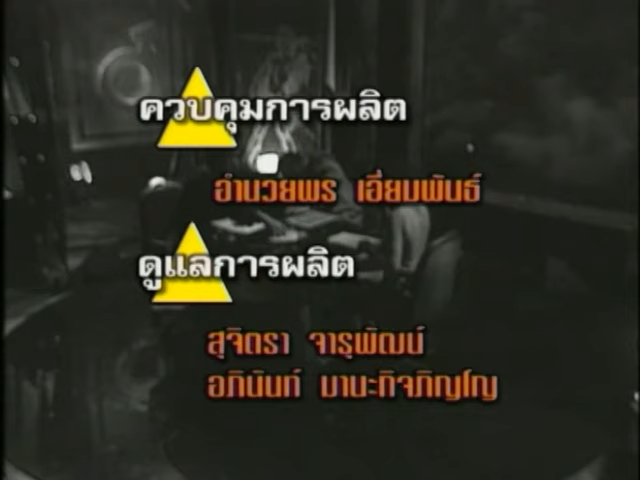 ควบคุมการผลิต
อำนวยพร เอี่ยมพันธ์
ดูแลการผลิต
สุจิตรา จารุพัฒน์
อภินันท์ มานะกิจภิญโญ